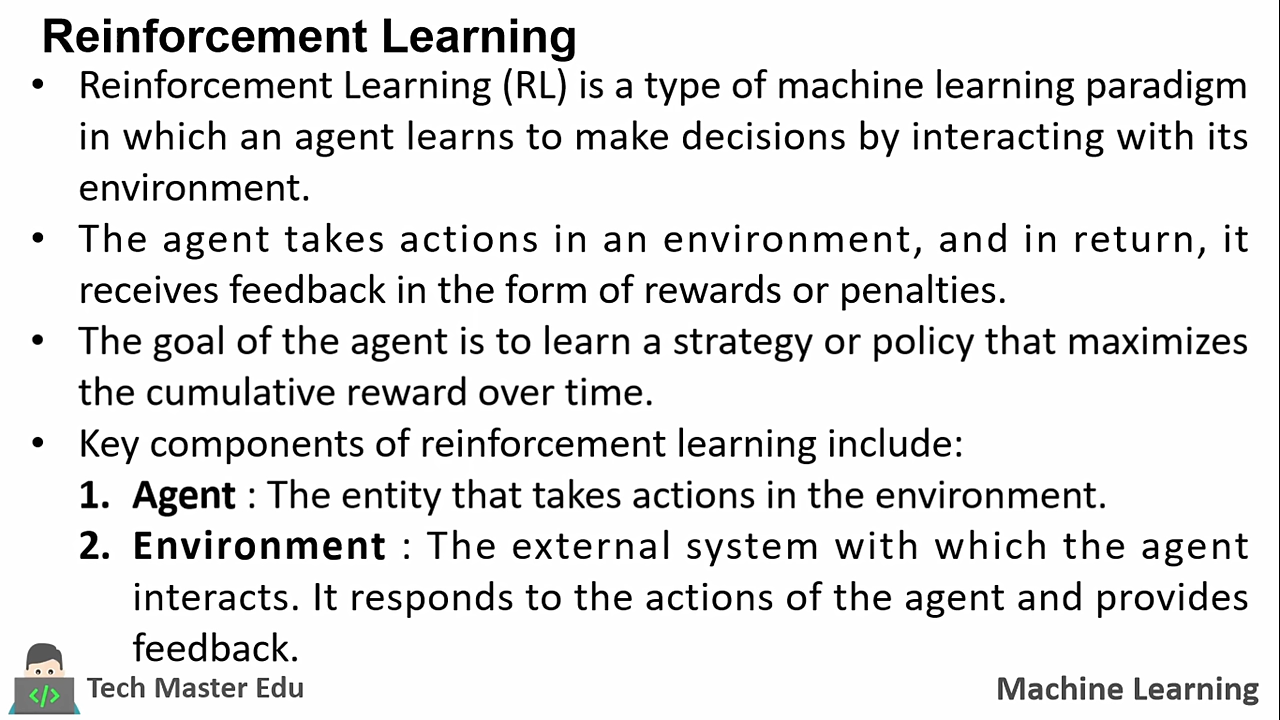 Reinforcement Learning
• Reinforcement Learning (RL) is a type of machine learning paradigm
in which an agent learns to make decisions by interacting with its
environment.
• The agent takes actions in an environment, and in return, it
receives feedback in the form of rewards or penalties.
• The goal of the agent is to learn a strategy or policy that maximizes
the cumulative reward over time.
• Key components of reinforcement learning include:
1. Agent : The entity that takes actions in the environment.
2. Environment : The external system with which the agent
interacts. It responds to the actions of the agent and provides
feedback.
</>
Tech Master Edu
Machine Learning